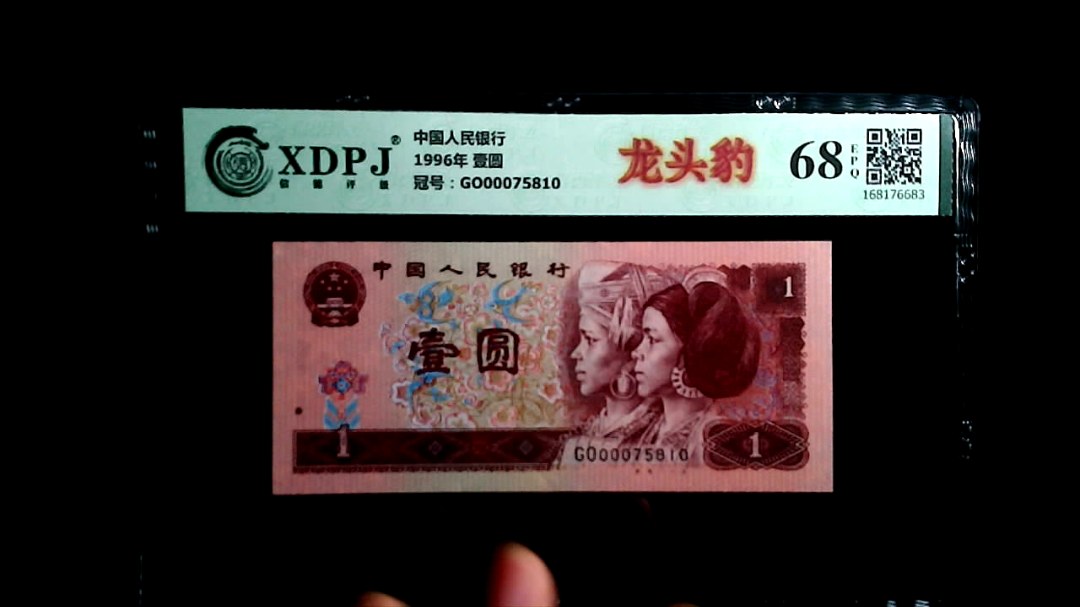 XDPJ®
信德评级
中国人民银行
1996年 壹圆
冠号：GO00075810
龙头豹
68
EPQ
168176683
中国人民银行
1
壹圆
1
GO00075810
1